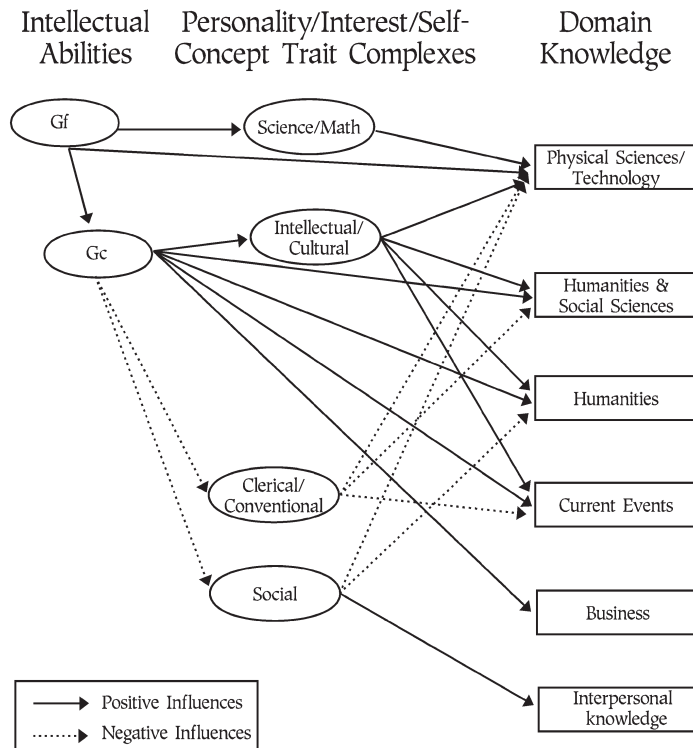 Intellectual
Abilities
Personality/Interest/Self-
Concept Trait Complexes
Domain
Knowledge
Gf
Science/Math
Physical Sciences/
Technology
Gc
Intellectual/
Cultural
Humanities &
Social Sciences
Humanities
Clerical/
Conventional
Current Events
Social
Business
Interpersonal
knowledge
Positive Influences
Negative Influences